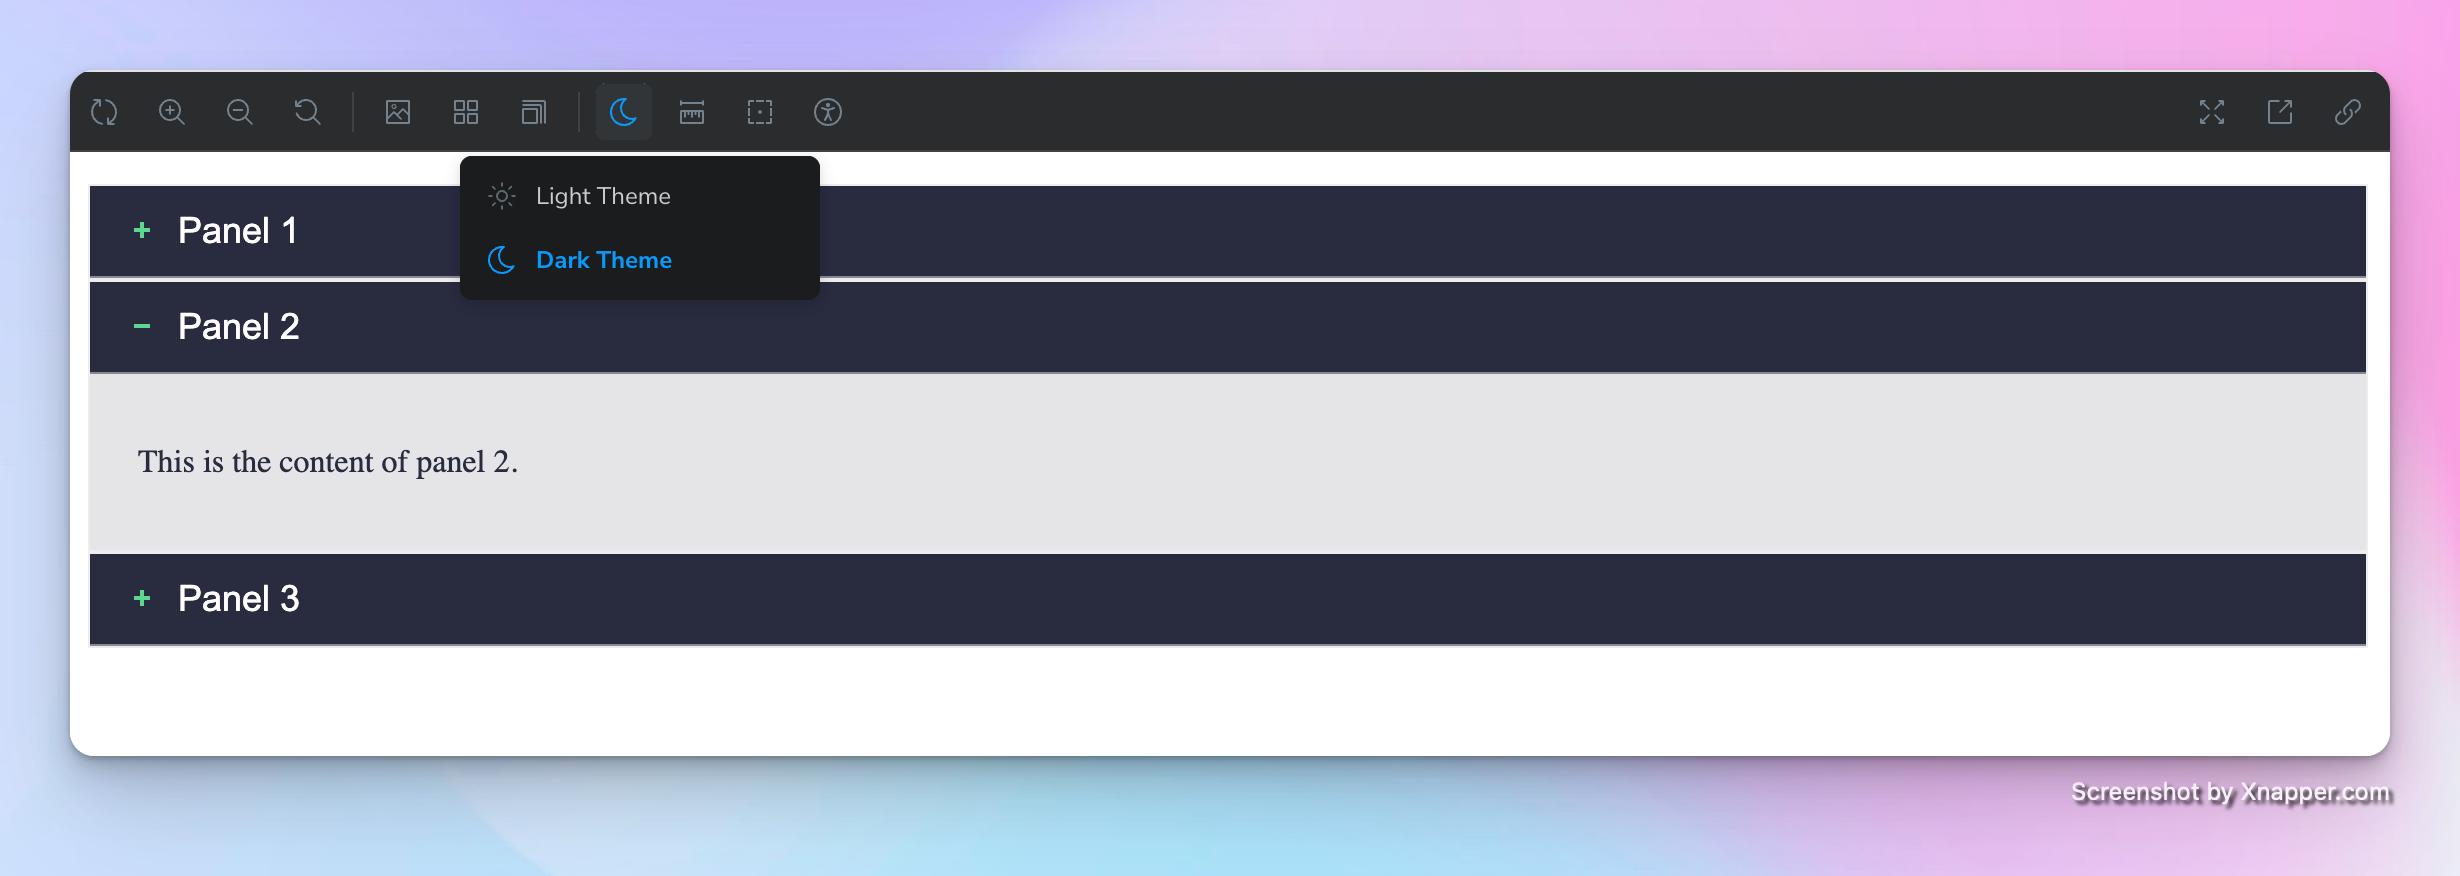 Light Theme
Dark Theme
+ Panel 1
− Panel 2
This is the content of panel 2.
+ Panel 3
Screenshot by Xnapper.com